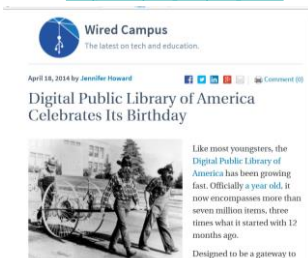 Wired Campus
The latest on tech and education.
April 18, 2014 by Jennifer Howard
Comment (0)
Digital Public Library of America
Celebrates Its Birthday
Like most youngsters, the
Digital Public Library of
America has been growing
fast. Officially a year old, it
now encompasses more than
seven million items, three
times what it started with 12
months ago.
Designed to be a gateway to